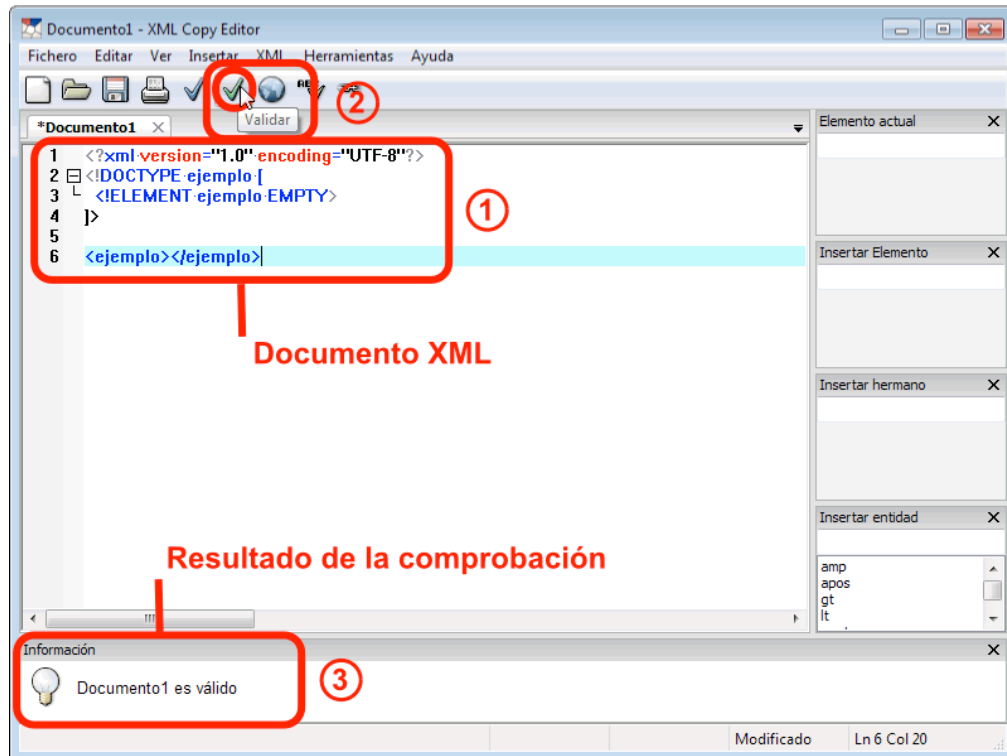 Documento1 - XML Copy Editor
Fichero Editar Ver Insertar XML Herramientas Ayuda
2
Validar
*Documento1
1 <?xml version="1.0" encoding="UTF-8"?>
2 <!DOCTYPE ejemplo [
3 <!ELEMENT ejemplo EMPTY>
4 ]>
5
6 <ejemplo></ejemplo>
1
Documento XML
Elemento actual
Insertar Elemento
Insertar hermano
Insertar entidad
amp
apos
gt
lt
Resultado de la comprobación
Información
Documento1 es válido
3
Modificado Ln 6 Col 20